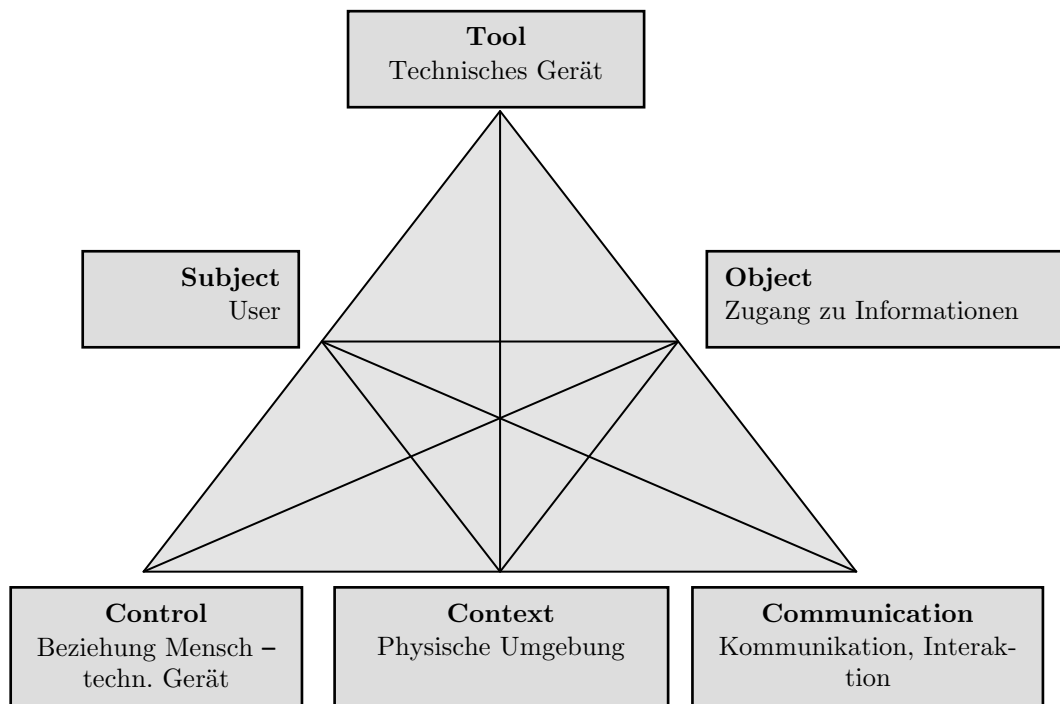 Tool
Technisches Gerät
Subject
User
Object
Zugang zu Informationen
Control
Beziehung Mensch –
techn. Gerät
Context
Physische Umgebung
Communication
Kommunikation, Interak-
tion